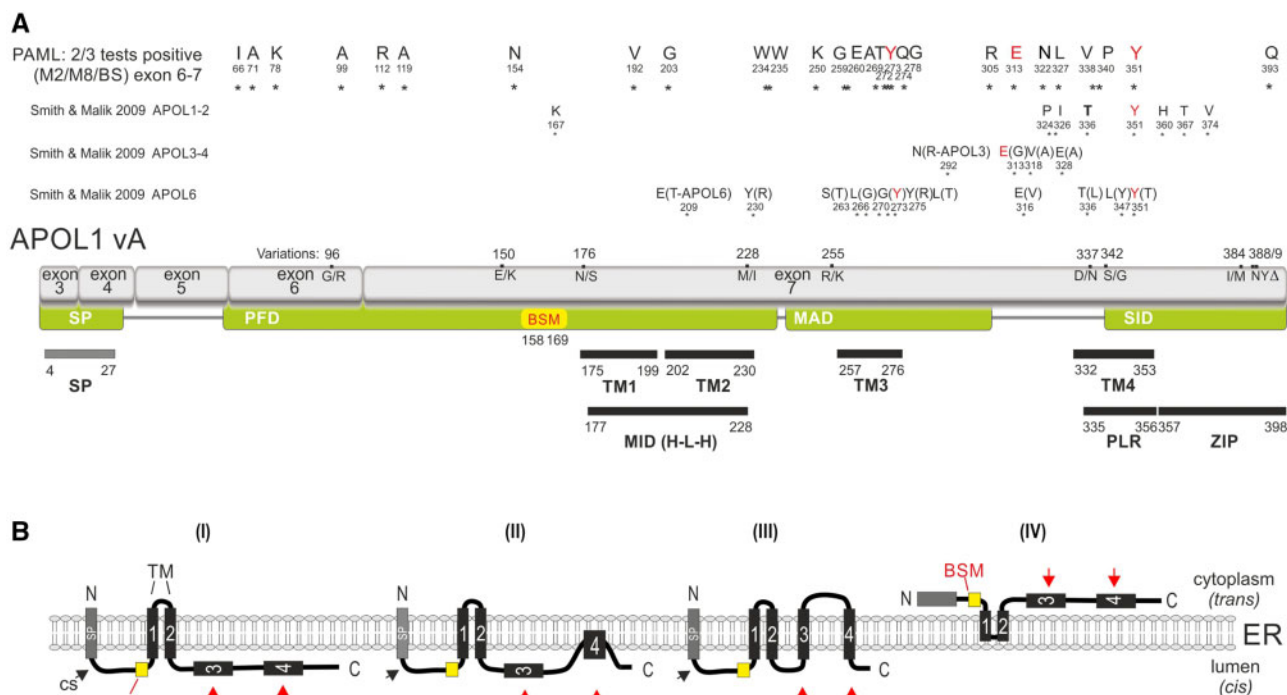 A
PAML: 2/3 tests positive (M2/M8/BS) exon 6-7
I A K A R A N V G WW K GEATYQG R E N L V P Y Q
66 71 78 99 112 119 154 192 203 234 235 250 259 260 269 272 273 274 278 305 313 322 327 338 340 351 393
* * * * * * * * * * * * * * * * * * * * * * * * * * *
Smith & Malik 2009 APOL1-2
K P I T Y H T V
167 324 326 336 351 360 367 374
* * * * * * * *
Smith & Malik 2009 APOL3-4
N(R-APOL3) E(G)V(A)E(A)
292 313 318 328
* * * *
Smith & Malik 2009 APOL6
E(T-APOL6) Y(R) S(T)L(G)G(Y)Y(R)L(T) E(V) T(L)L(Y)Y(T)
209 230 263 266 270 273 275 316 336 347 351
APOL1 vA
Variations: 96 150 176 228 255 337 342 384 388/9
exon 3 exon 4 exon 5 exon 6 exon 7
G/R E/K N/S M/I R/K D/N S/G I/M NYΔ
SP PFD BSM MAD SID
158 169
4 27 175 199 202 230 257 276 332 353
SP TM1 TM2 TM3 TM4
177 228 335 356 357 398
MID (H-L-H) PLR ZIP
B
(I) (II) (III) (IV)
TM
BSM
N N N N
C
cytoplasm
(trans)
SP 1 2 SP 1 2 4 SP 1 2 3 4 1 2 3 4
ER
lumen
(cis)
cs 3 4 C 3 C C